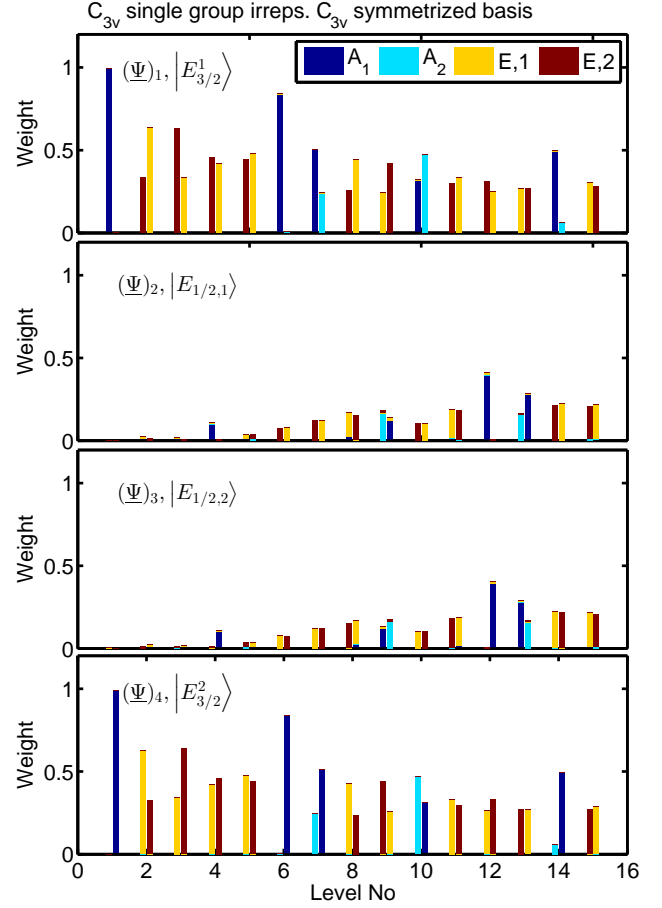 C3v single group irreps. C3v symmetrized basis
A1 A2 E,1 E,2
(Ψ)1, |E^1_3/2⟩
1
0.5
0
Weight
(Ψ)2, |E1/2,1⟩
1
0.5
0
Weight
(Ψ)3, |E1/2,2⟩
1
0.5
0
Weight
(Ψ)4, |E^2_3/2⟩
1
0.5
0
Weight
0 2 4 6 8 10 12 14 16
Level No